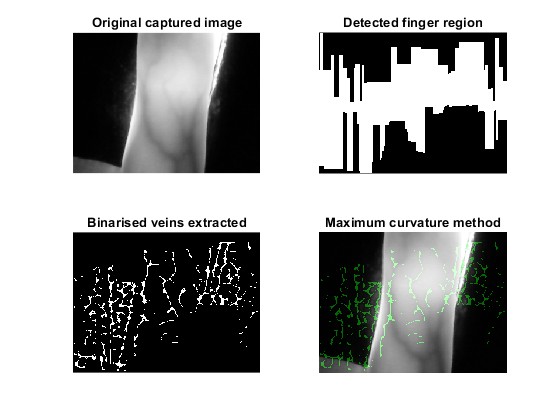 Original captured image
Detected finger region
Binarised veins extracted
Maximum curvature method